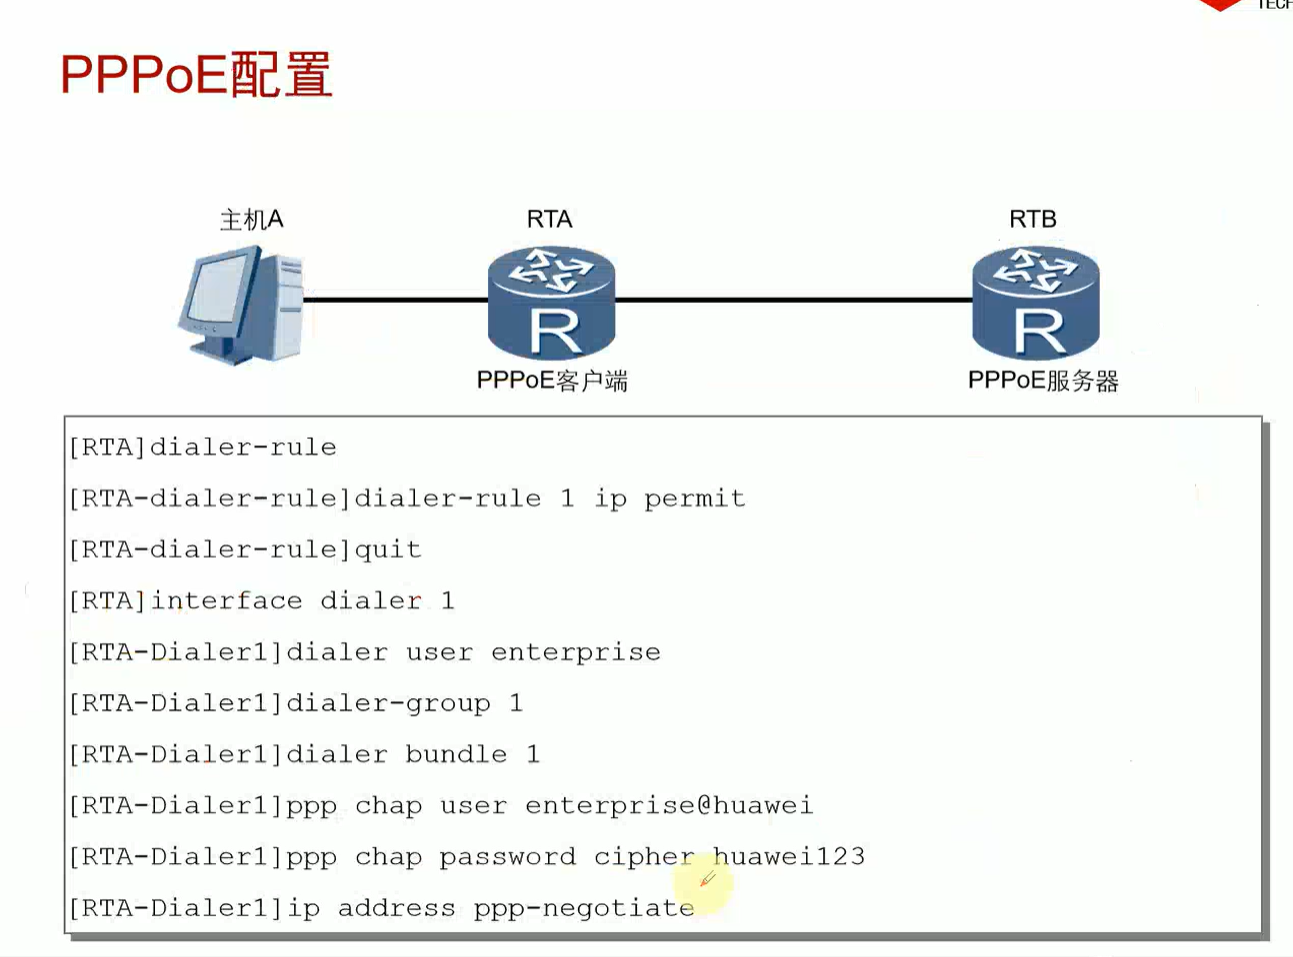 PPPoE配置
主机A
RTA
RTB
R
R
PPPoE客户端
PPPoE服务器
[RTA]dialer-rule
[RTA-dialer-rule]dialer-rule 1 ip permit
[RTA-dialer-rule]quit
[RTA]interface dialer 1
[RTA-Dialer1]dialer user enterprise
[RTA-Dialer1]dialer-group 1
[RTA-Dialer1]dialer bundle 1
[RTA-Dialer1]ppp chap user enterprise@huawei
[RTA-Dialer1]ppp chap password cipher huawei123
[RTA-Dialer1]ip address ppp-negotiate